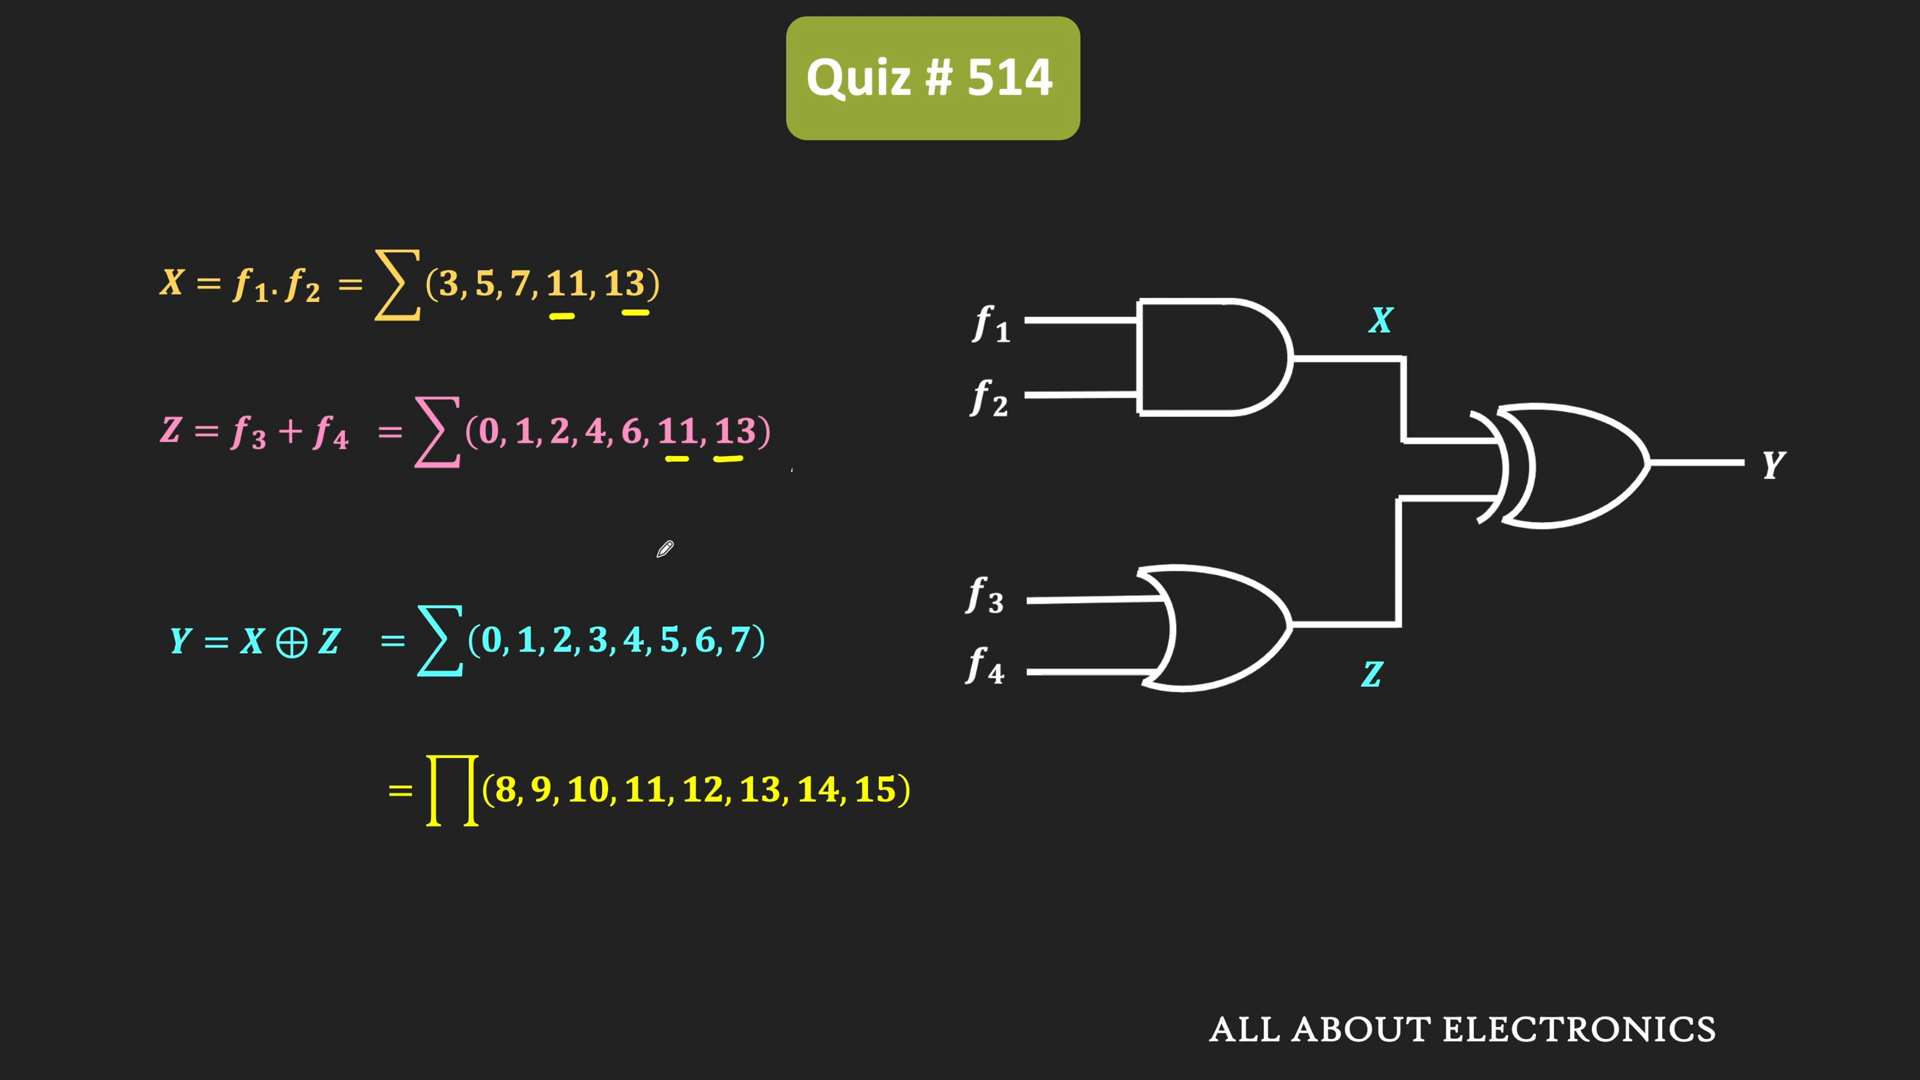 Quiz # 514
X = f₁. f₂ = ∑(3, 5, 7, 11, 13)
Z = f₃ + f₄ = ∑(0, 1, 2, 4, 6, 11, 13)
Y = X ⊕ Z = ∑(0, 1, 2, 3, 4, 5, 6, 7)
= ∏(8, 9, 10, 11, 12, 13, 14, 15)
f₁
f₂
X
Y
f₃
f₄
Z
ALL ABOUT ELECTRONICS